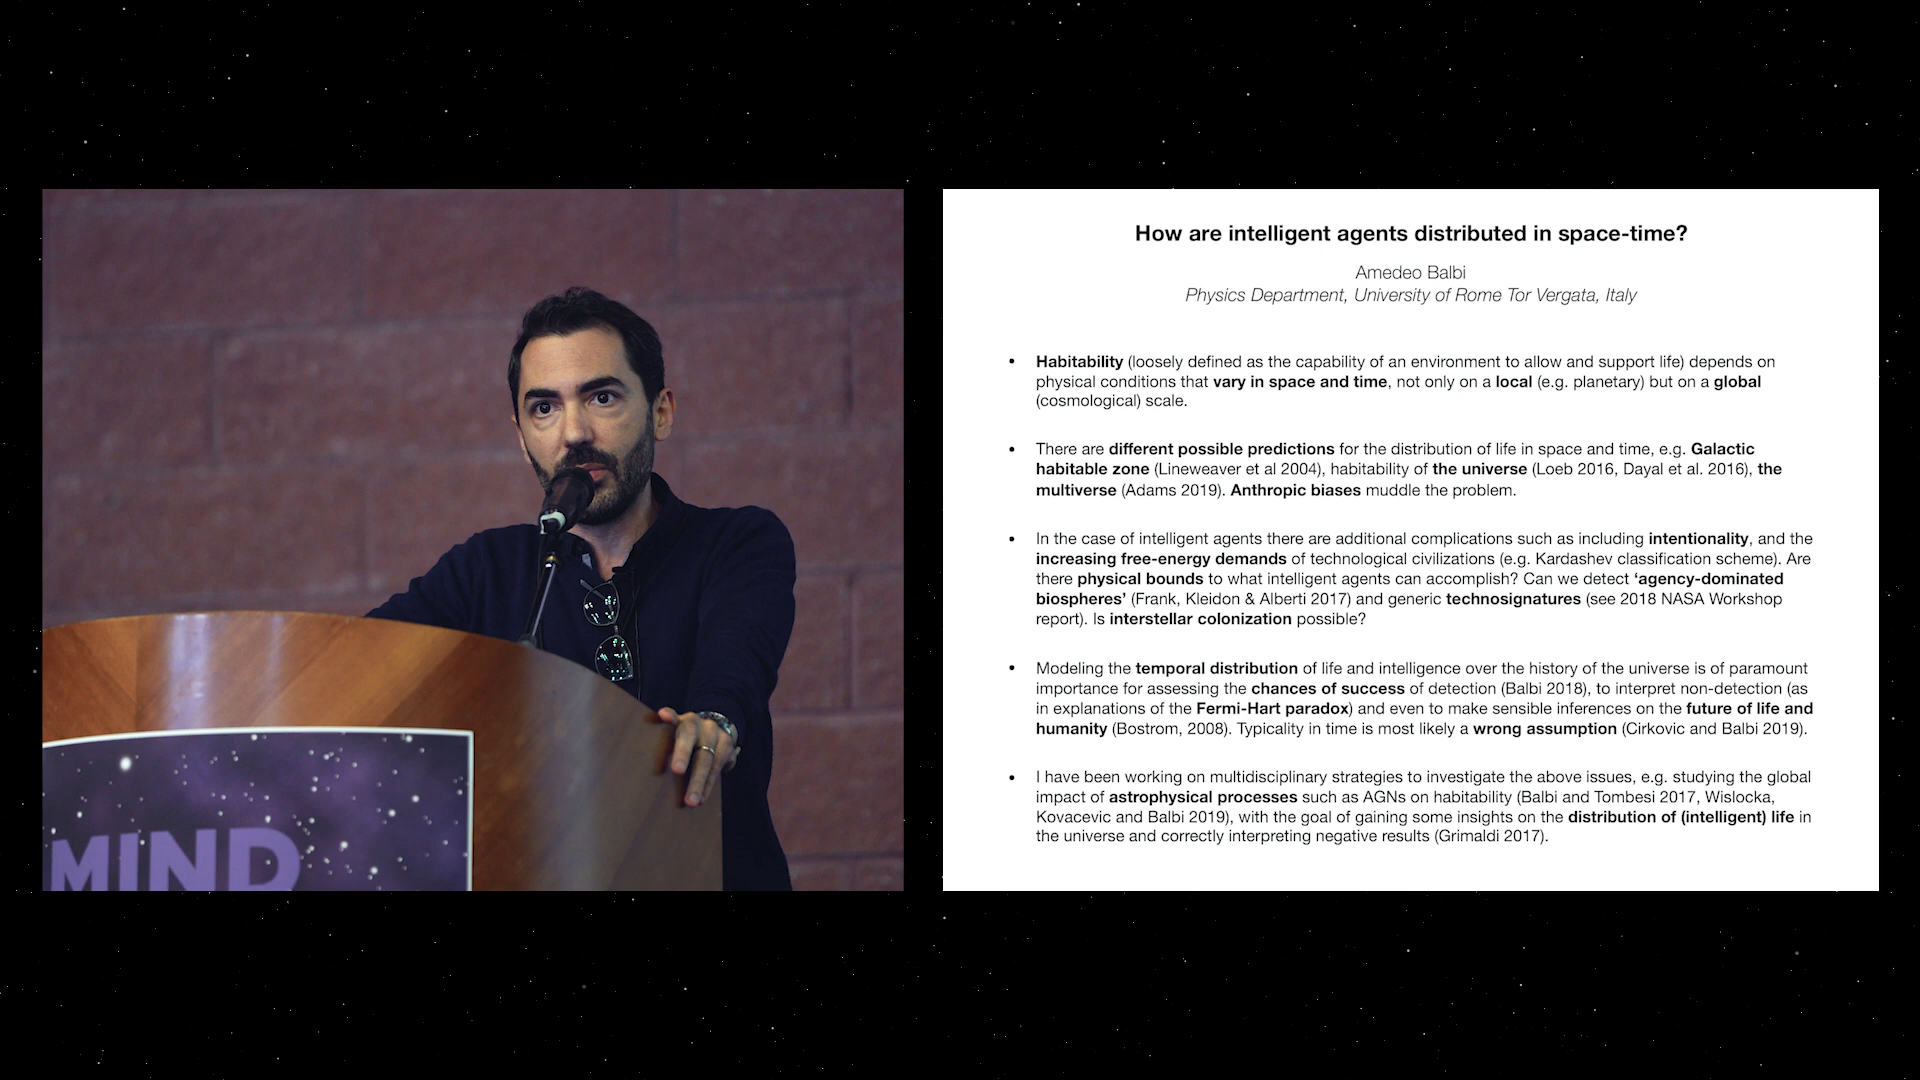 MIND
How are intelligent agents distributed in space-time?
Amedeo Balbi
Physics Department, University of Rome Tor Vergata, Italy
• Habitability (loosely defined as the capability of an environment to allow and support life) depends on
physical conditions that vary in space and time, not only on a local (e.g. planetary) but on a global
(cosmological) scale.
• There are different possible predictions for the distribution of life in space and time, e.g. Galactic
habitable zone (Lineweaver et al 2004), habitability of the universe (Loeb 2016, Dayal et al. 2016), the
multiverse (Adams 2019). Anthropic biases muddle the problem.
• In the case of intelligent agents there are additional complications such as including intentionality, and the
increasing free-energy demands of technological civilizations (e.g. Kardashev classification scheme). Are
there physical bounds to what intelligent agents can accomplish? Can we detect ‘agency-dominated
biospheres’ (Frank, Kleidon & Alberti 2017) and generic technosignatures (see 2018 NASA Workshop
report). Is interstellar colonization possible?
• Modeling the temporal distribution of life and intelligence over the history of the universe is of paramount
importance for assessing the chances of success of detection (Balbi 2018), to interpret non-detection (as
in explanations of the Fermi-Hart paradox) and even to make sensible inferences on the future of life and
humanity (Bostrom, 2008). Typicality in time is most likely a wrong assumption (Cirkovic and Balbi 2019).
• I have been working on multidisciplinary strategies to investigate the above issues, e.g. studying the global
impact of astrophysical processes such as AGNs on habitability (Balbi and Tombesi 2017, Wislocka,
Kovacevic and Balbi 2019), with the goal of gaining some insights on the distribution of (intelligent) life in
the universe and correctly interpreting negative results (Grimaldi 2017).